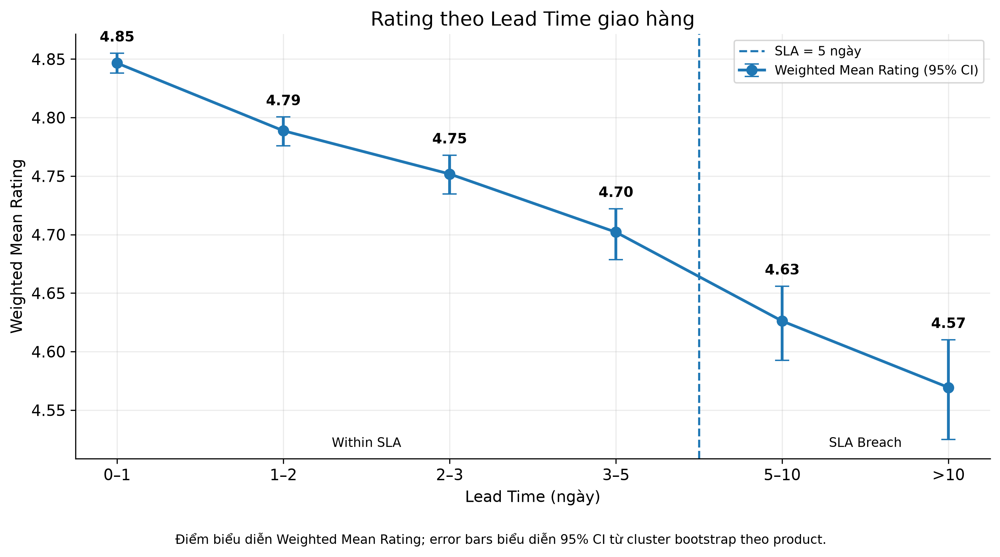 Rating theo Lead Time giao hàng
SLA = 5 ngày
Weighted Mean Rating (95% CI)
4.85
4.79
4.75
4.70
4.63
4.57
Weighted Mean Rating
4.85
4.80
4.75
4.70
4.65
4.60
4.55
Within SLA
SLA Breach
0–1
1–2
2–3
3–5
5–10
>10
Lead Time (ngày)
Điểm biểu diễn Weighted Mean Rating; error bars biểu diễn 95% CI từ cluster bootstrap theo product.